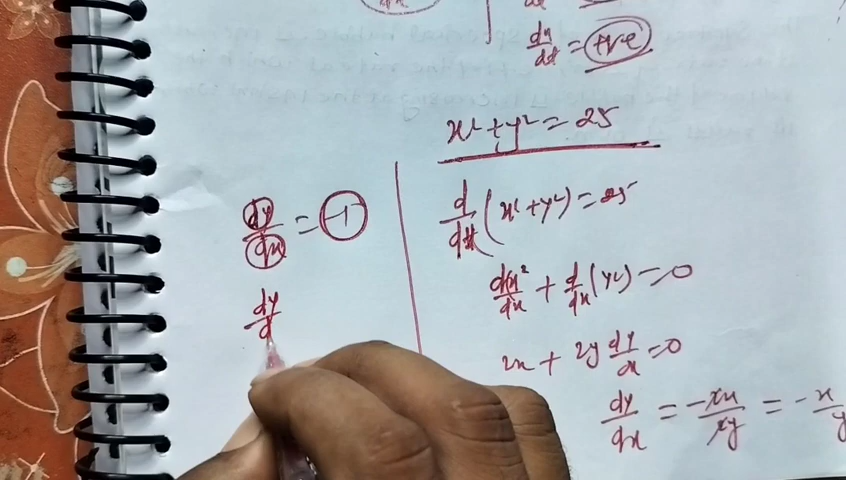 dy/dt = +ve
x² + y² = 25
dy/dx = -1
d/dx (x² + y²) = 25
dy/d
d(x²)/dx + d/dx (y²) = 0
2x + 2y dy/dx = 0
dy/dx = -2x/2y = -x/y